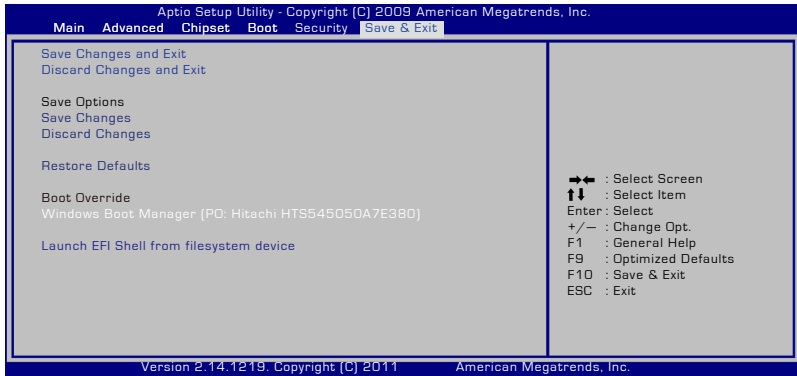 Aptio Setup Utility - Copyright (C) 2009 American Megatrends, Inc.
Main Advanced Chipset Boot Security Save & Exit
Save Changes and Exit
Discard Changes and Exit
Save Options
Save Changes
Discard Changes
Restore Defaults
Boot Override
Windows Boot Manager (PO: Hitachi HTS545050A7E380)
Launch EFI Shell from filesystem device
→← : Select Screen
↑↓ : Select Item
Enter : Select
+/— : Change Opt.
F1 : General Help
F9 : Optimized Defaults
F10 : Save & Exit
ESC : Exit
Version 2.14.1219. Copyright (C) 2011 American Megatrends, Inc.